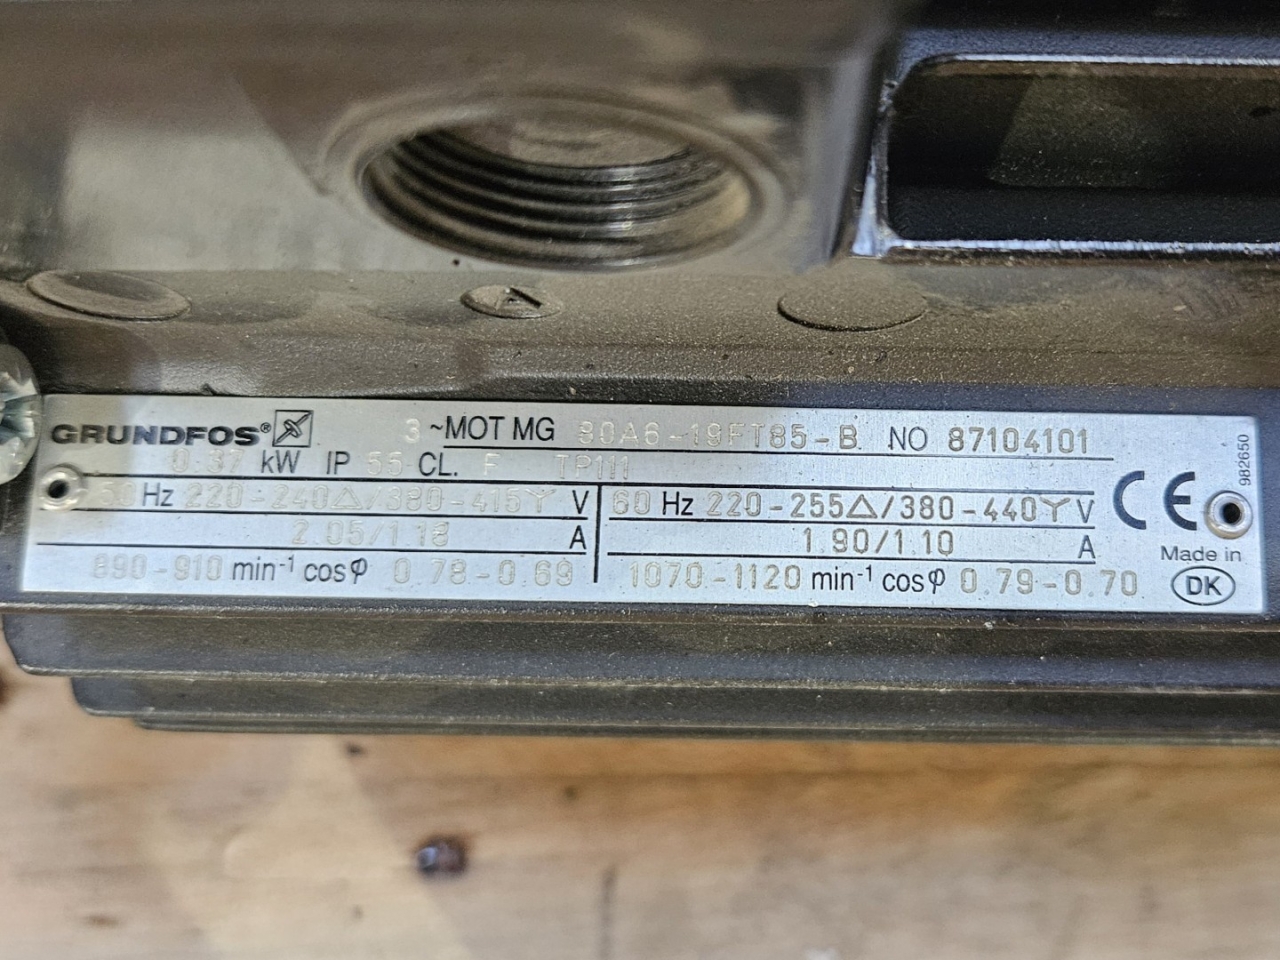 GRUNDFOS® 3 ~MOT MG 80A6-19FT85-B NO 87104101
0.37 kW IP 55 CL. F TP111
50 Hz 220-240△/380-415Y V
2.05/1.18 A
890-910 min⁻¹ cosφ 0.78-0.69
60 Hz 220-255△/380-440Y V
1.90/1.10 A
1070-1120 min⁻¹ cosφ 0.79-0.70
CE
982650
Made in
DK